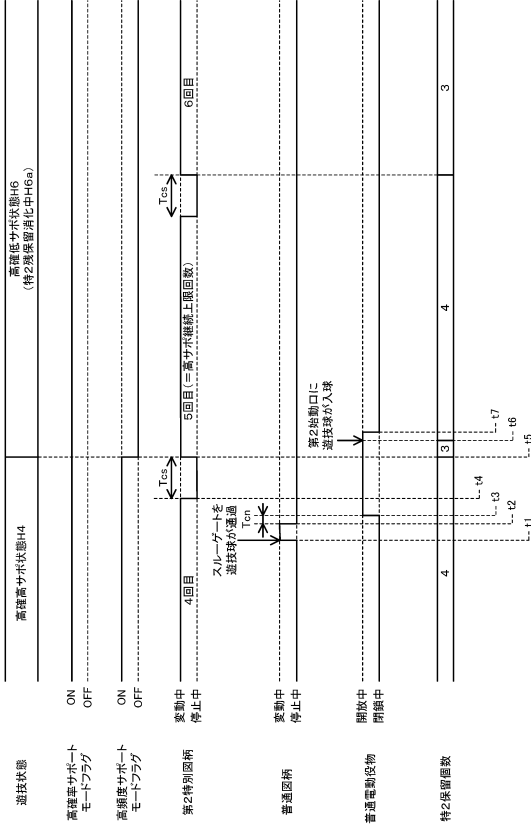 遊技状態
高確高サポ状態H4
高確低サポ状態H6
(特2残保留消化中H6a)
高確率サポート
モードフラグ
ON
OFF
高頻度サポート
モードフラグ
ON
OFF
第2特別図柄
変動中
停止中
4回目
Tcs
5回目(＝高サポ継続上限回数)
Tcs
6回目
普通図柄
変動中
停止中
スルーゲートを
遊技球が通過
Tcn
普通電動役物
開放中
閉鎖中
第2始動口に
遊技球が入球
特2保留個数
4
3
4
3
t1
t2
t3
t4
t5
t6
t7